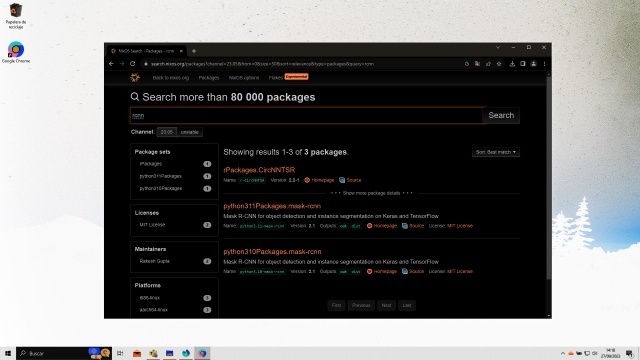 Papelera de
reciclaje
Google Chrome
NixOS Search - Packages - rcnn
search.nixos.org/packages?channel=23.05&from=0&size=50&sort=relevance&type=packages&query=rcnn
Back to nixos.org
Packages
NixOS options
Flakes
Experimental
Search more than 80 000 packages
rcnn
Search
Channel:
23.05
unstable
Package sets
rPackages 1
python311Packages 1
python310Packages 1
Licenses
MIT License 2
Maintainers
Rakesh Gupta 2
Platforms
i686-linux
aarch64-linux
Showing results 1-3 of 3 packages.
Sort: Best match
rPackages.CircNNTSR
Name r-CircNNTSR Version 2.2-1 Homepage Source
Show more package details
python311Packages.mask-rcnn
Mask R-CNN for object detection and instance segmentation on Keras and TensorFlow
Name python3.11-mask-rcnn Version 2.1 Outputs out dist Homepage Source License MIT License
python310Packages.mask-rcnn
Mask R-CNN for object detection and instance segmentation on Keras and TensorFlow
Name python3.10-mask-rcnn Version 2.1 Outputs out dist Homepage Source License: MIT License
First
Previous
Next
Last
Buscar
14:18
27/09/2023